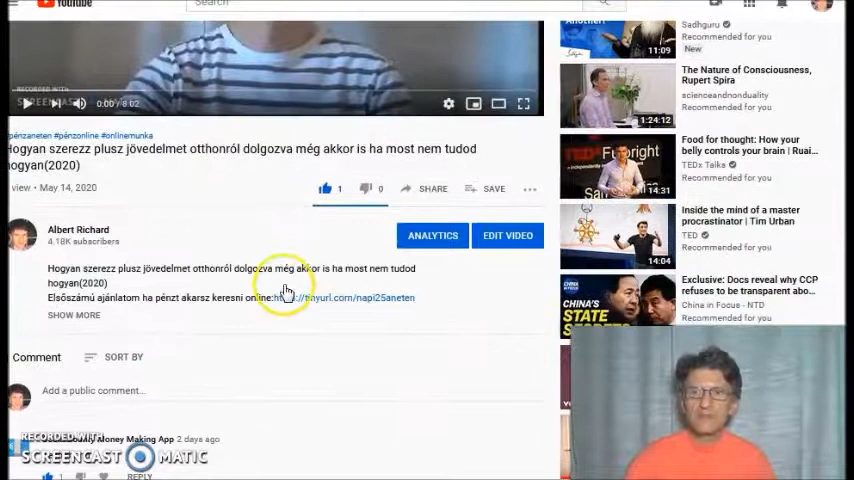 YouTube
Search
RECORDED WITH
0:00 / 8:02
#pénzaneten #pénzonline #onlinemunka
Hogyan szerezz plusz jövedelmet otthonról dolgozva még akkor is ha most nem tudod
hogyan(2020)
view • May 14, 2020
1
0
SHARE
SAVE
Albert Richard
4.18K subscribers
ANALYTICS
EDIT VIDEO
Hogyan szerezz plusz jövedelmet otthonról dolgozva még akkor is ha most nem tudod
hogyan(2020)
Elsőszámú ajánlatom ha pénzt akarsz keresni online:
://tinyurl.com/napi25aneten
SHOW MORE
Comment
SORT BY
Add a public comment...
Money Making App 2 days ago
1
REPLY
RECORDED WITH
SCREENCAST MATIC
Another!
11:09
Sadhguru
Recommended for you
New
1:24:12
The Nature of Consciousness,
Rupert Spira
scienceandnonduality
Recommended for you
14:31
Food for thought: How your
belly controls your brain | Ruai...
TEDx Talks
Recommended for you
14:04
Inside the mind of a master
procrastinator | Tim Urban
TED
Recommended for you
CHINA'S
STATE
Exclusive: Docs reveal why CCP
refuses to be transparent abo...
China in Focus - NTD
Recommended for you